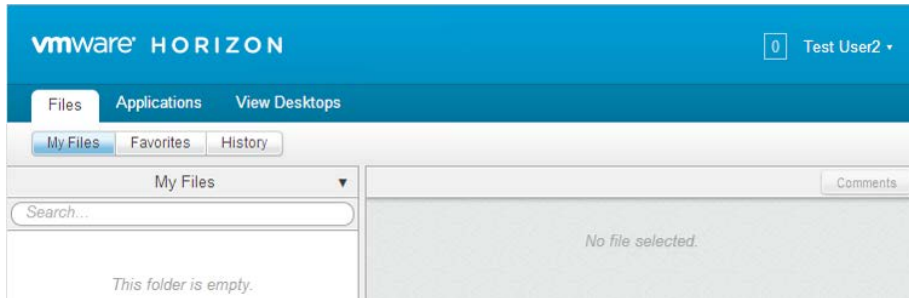 vmware HORIZON
0 Test User2
Files Applications View Desktops
My Files Favorites History
My Files Comments
Search...
No file selected.
This folder is empty.